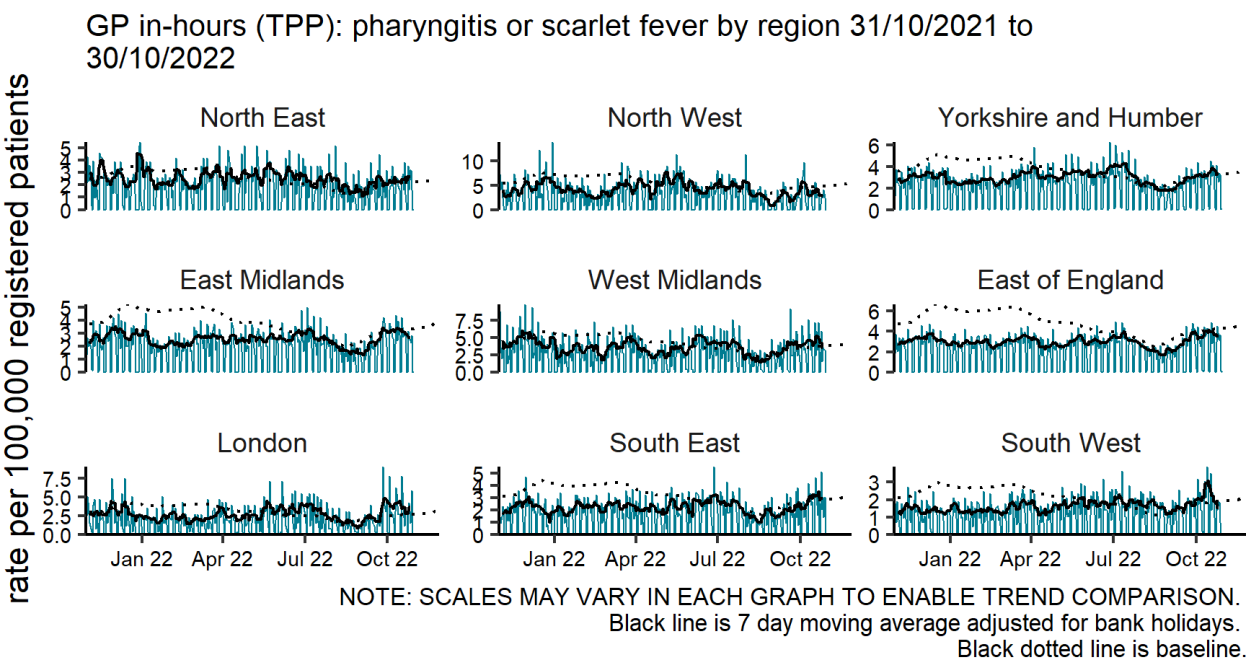 GP in-hours (TPP): pharyngitis or scarlet fever by region 31/10/2021 to
30/10/2022
rate per 100,000 registered patients
North East
5
4
3
2
1
0
North West
10
5
0
Yorkshire and Humber
6
4
2
0
East Midlands
5
4
3
2
1
0
West Midlands
7.5
5.0
2.5
0.0
East of England
6
4
2
0
London
7.5
5.0
2.5
0.0
South East
5
4
3
2
1
0
South West
3
2
1
0
Jan 22 Apr 22 Jul 22 Oct 22
Jan 22 Apr 22 Jul 22 Oct 22
Jan 22 Apr 22 Jul 22 Oct 22
NOTE: SCALES MAY VARY IN EACH GRAPH TO ENABLE TREND COMPARISON.
Black line is 7 day moving average adjusted for bank holidays.
Black dotted line is baseline.